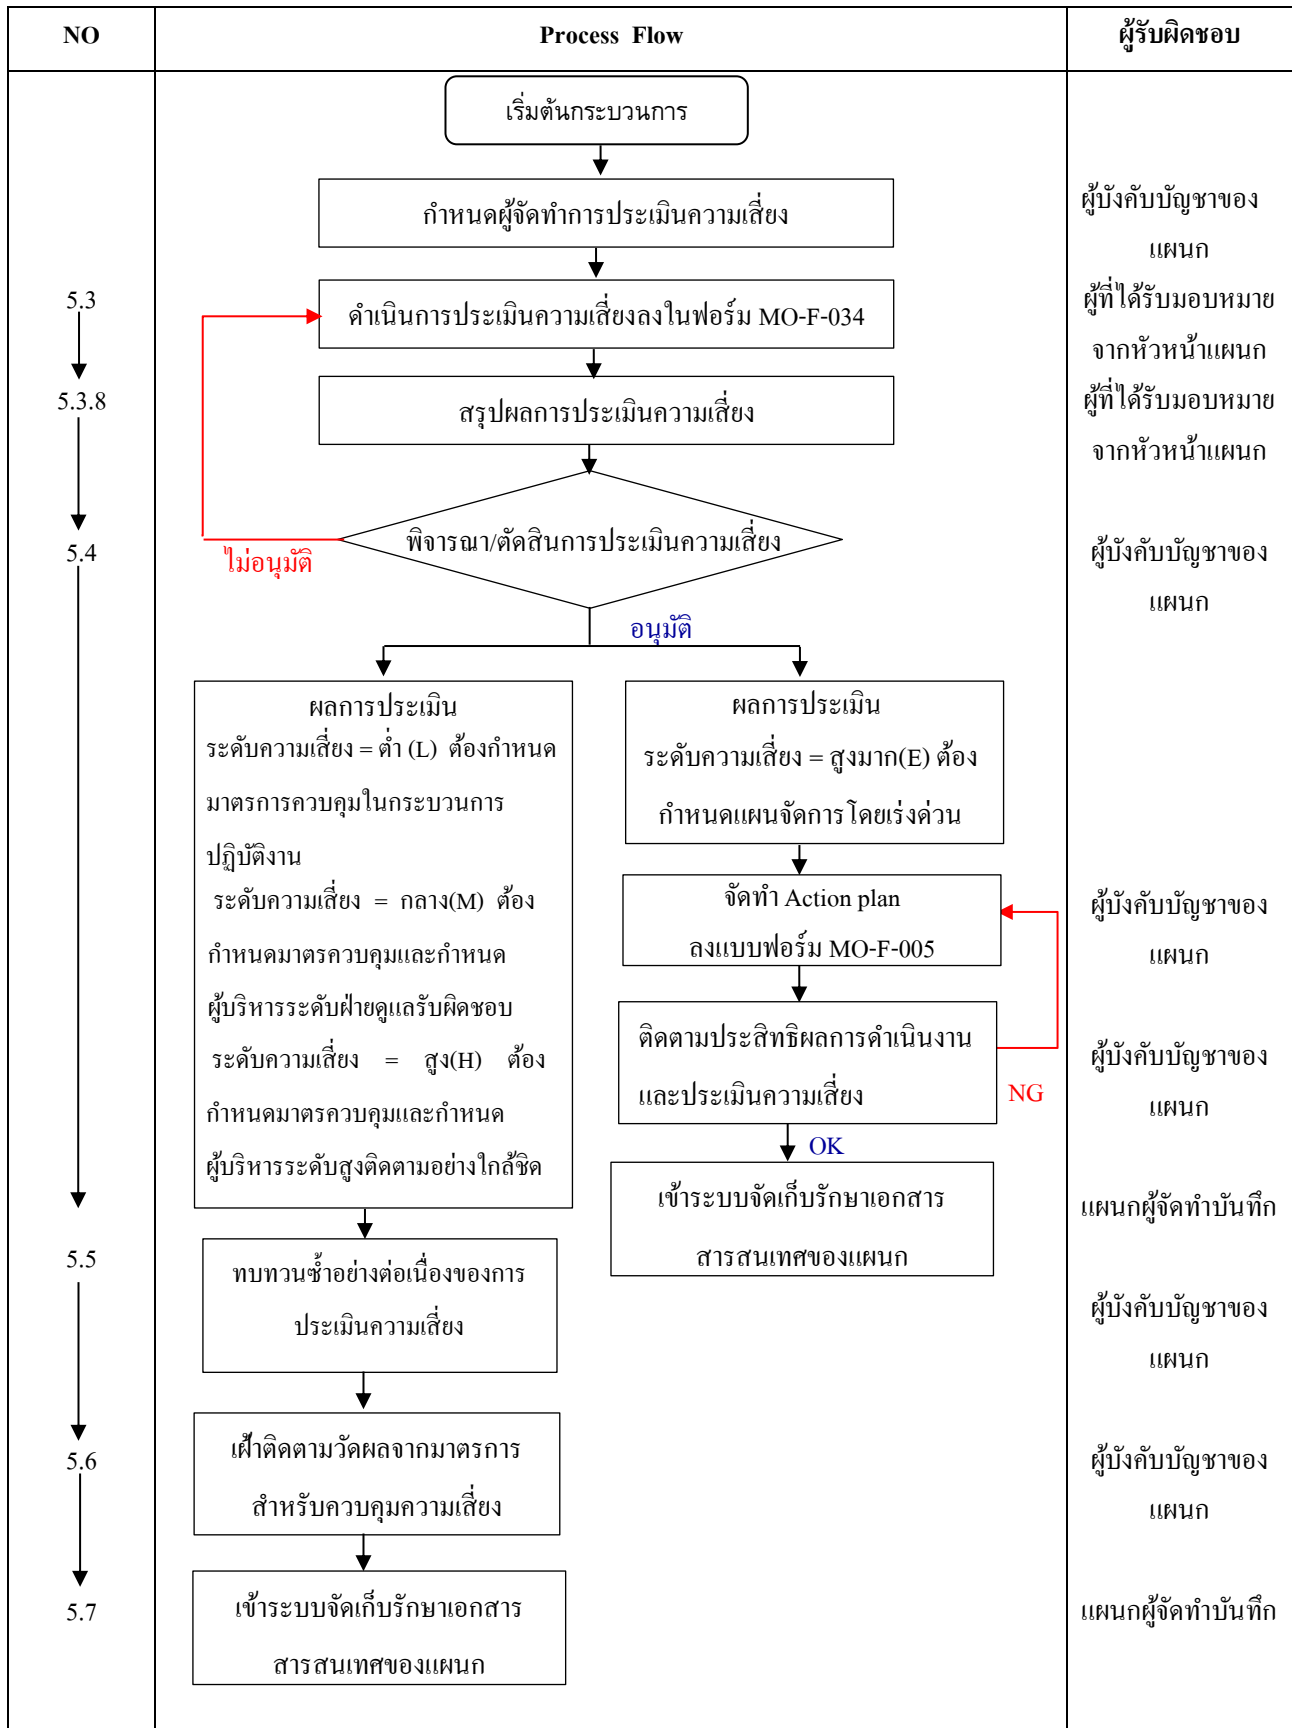 NO
Process Flow
ผู้รับผิดชอบ
เริ่มต้นกระบวนการ
กำหนดผู้จัดทำการประเมินความเสี่ยง
ผู้บังคับบัญชาของ
แผนก
5.3
ดำเนินการประเมินความเสี่ยงลงในฟอร์ม MO-F-034
ผู้ที่ได้รับมอบหมาย
จากหัวหน้าแผนก
5.3.8
สรุปผลการประเมินความเสี่ยง
ผู้ที่ได้รับมอบหมาย
จากหัวหน้าแผนก
5.4
พิจารณา/ตัดสินการประเมินความเสี่ยง
ไม่อนุมัติ
ผู้บังคับบัญชาของ
แผนก
อนุมัติ
ผลการประเมิน
ระดับความเสี่ยง = ต่ำ (L) ต้องกำหนด
มาตรการควบคุมในกระบวนการ
ปฏิบัติงาน
ระดับความเสี่ยง = กลาง(M) ต้อง
กำหนดมาตรควบคุมและกำหนด
ผู้บริหารระดับฝ่ายดูแลรับผิดชอบ
ระดับความเสี่ยง = สูง(H) ต้อง
กำหนดมาตรควบคุมและกำหนด
ผู้บริหารระดับสูงติดตามอย่างใกล้ชิด
ผลการประเมิน
ระดับความเสี่ยง = สูงมาก(E) ต้อง
กำหนดแผนจัดการโดยเร่งด่วน
จัดทำ Action plan
ลงแบบฟอร์ม MO-F-005
ผู้บังคับบัญชาของ
แผนก
ติดตามประสิทธิผลการดำเนินงาน
และประเมินความเสี่ยง
NG
ผู้บังคับบัญชาของ
แผนก
OK
เข้าระบบจัดเก็บรักษาเอกสาร
สารสนเทศของแผนก
แผนกผู้จัดทำบันทึก
5.5
ทบทวนซ้ำอย่างต่อเนื่องของการ
ประเมินความเสี่ยง
ผู้บังคับบัญชาของ
แผนก
5.6
เฝ้าติดตามวัดผลจากมาตรการ
สำหรับควบคุมความเสี่ยง
ผู้บังคับบัญชาของ
แผนก
5.7
เข้าระบบจัดเก็บรักษาเอกสาร
สารสนเทศของแผนก
แผนกผู้จัดทำบันทึก